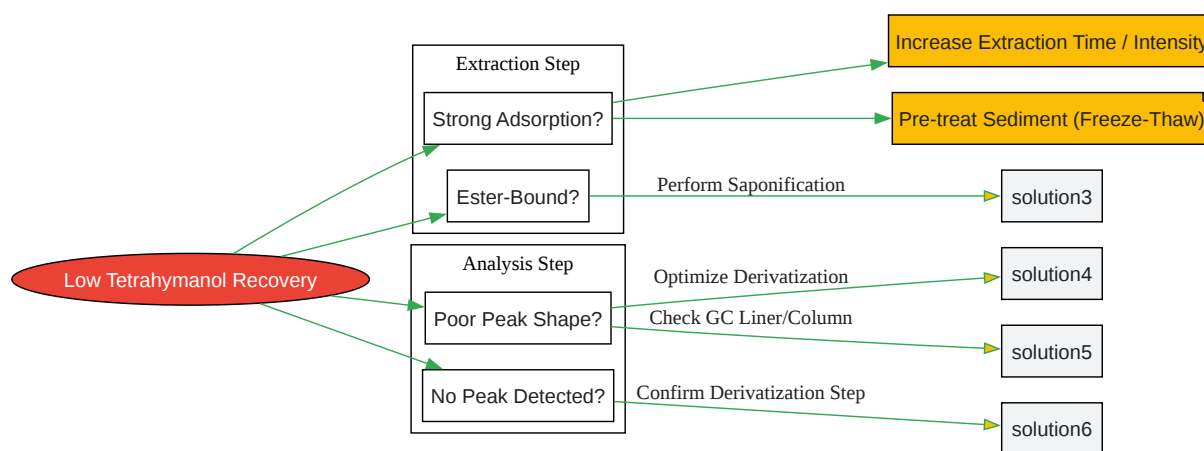 Low Tetrahymanol Recovery
Extraction Step
Strong Adsorption?
Ester-Bound?
Analysis Step
Poor Peak Shape?
No Peak Detected?
Increase Extraction Time / Intensity
Pre-treat Sediment (Freeze-Thaw)
Perform Saponification
solution3
Optimize Derivatization
solution4
Check GC Liner/Column
solution5
Confirm Derivatization Step
solution6